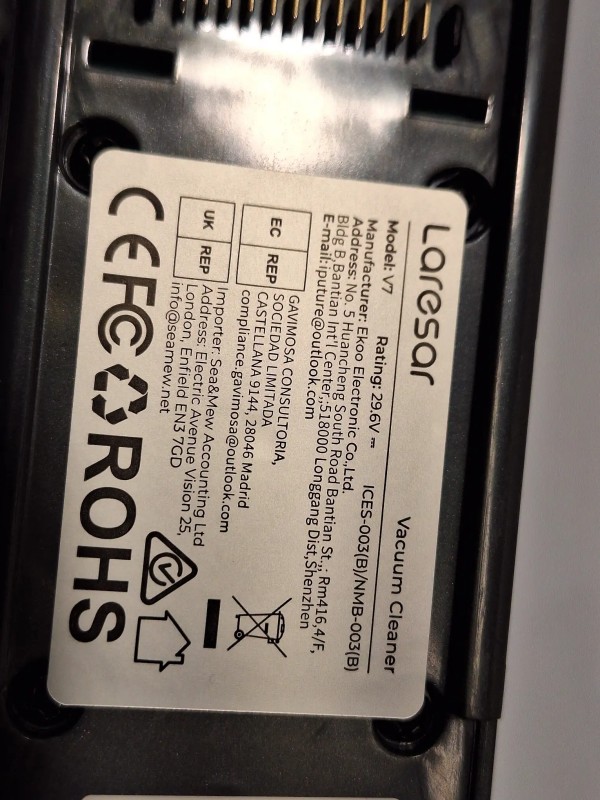 Laresar
Vacuum Cleaner
Model: V7
Rating: 29.6V ⎓
ICES-003(B)/NMB-003(B)
Manufacturer: Ekoo Electronic Co.,Ltd.
Address: No. 5 Huancheng South Road Bantian St.,; Rm416,4/F,
Bldg B,Bantian Int'l Center,;518000 Longgang Dist,Shenzhen
E-mail:iputure@outlook.com
EC REP
GAVIMOSA CONSULTORIA,
SOCIEDAD LIMITADA
CASTELLANA 9144, 28046 Madrid
compliance.gavimosa@outlook.com
UK REP
Importer: Sea&Mew Accounting Ltd
Address: Electric Avenue Vision 25,
London, Enfield EN3 7GD
info@seamew.net
CE FC ROHS